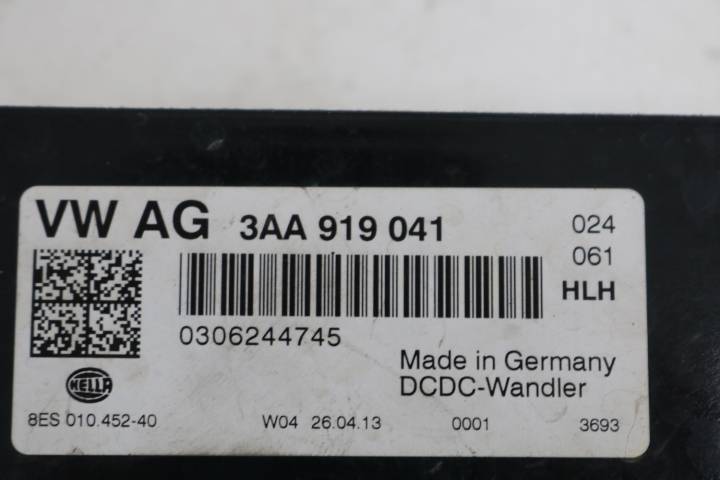 VW AG 3AA 919 041 024
061
HLH
0306244745
Made in Germany
DCDC-Wandler
HELLA
8ES 010.452-40 W04 26.04.13 0001 3693